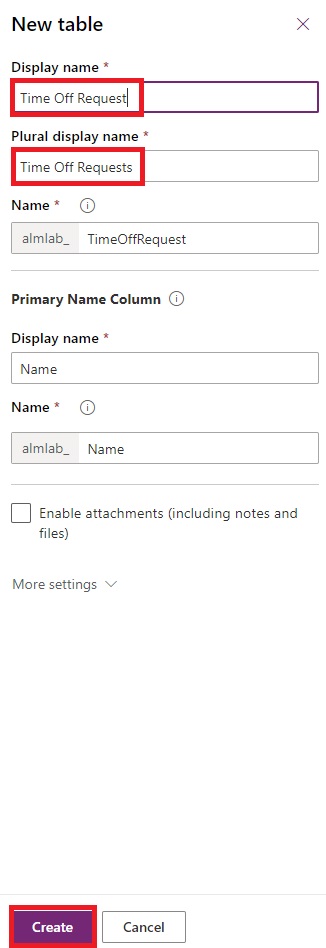 New table
Display name *
Time Off Request
Plural display name *
Time Off Requests
Name *
almlab_ TimeOffRequest
Primary Name Column
Display name *
Name
Name *
almlab_ Name
Enable attachments (including notes and
files)
More settings
Create Cancel